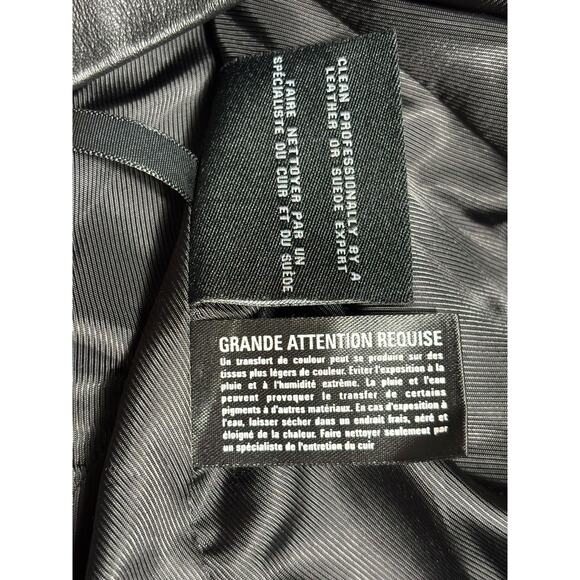 CLEAN PROFESSIONALLY BY A
LEATHER OR SUEDE EXPERT
FAIRE NETTOYER PAR UN
SPÉCIALISTE DU CUIR ET DU SUÈDE
GRANDE ATTENTION REQUISE
Un transfert de couleur peut se produire sur des
tissus plus légers de couleur. Eviter l'exposition à la
pluie et à l'humidité extrême. La pluie et l'eau
peuvent provoquer le transfer de certains
pigments à d'autres matériaux. En cas d'exposition à
l'eau, laisser sécher dans un endroit frais, aéré et
éloigné de la chaleur. Faire nettoyer seulement par
un spécialiste de l'entretien du cuir